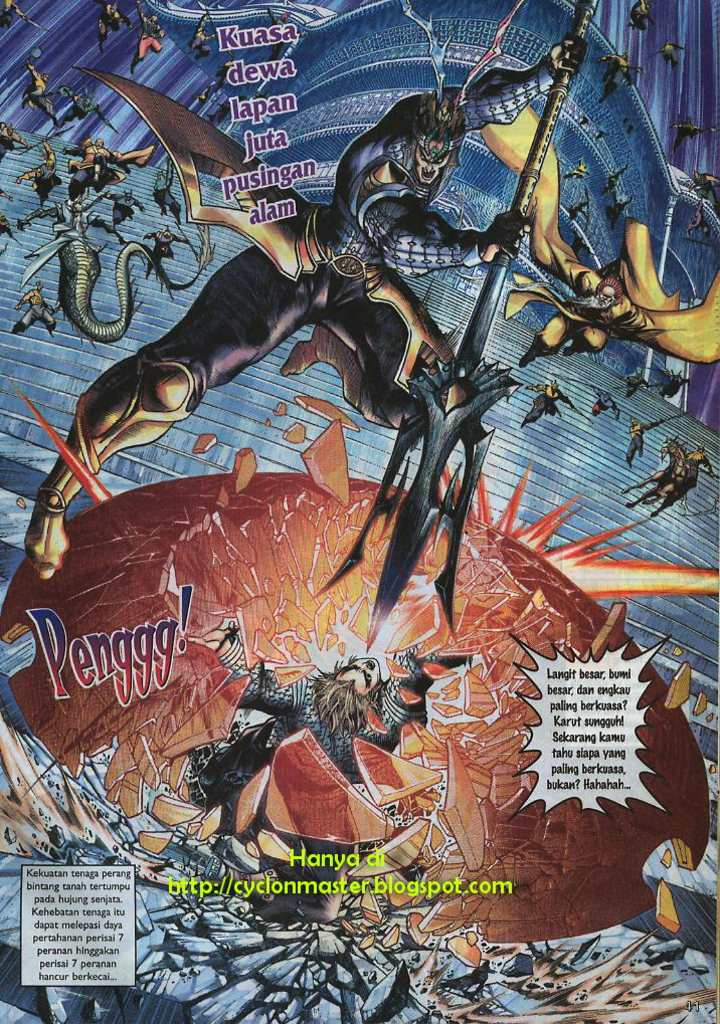 Kuasa
dewa
lapan
juta
pusingan
alam
Penggg!
Langit besar, bumi
besar, dan engkau
paling berkuasa?
Karut sungguh!
Sekarang kamu
tahu siapa yang
paling berkuasa,
bukan? Hahahah...
Hanya di
http://cyclonmaster.blogspot.com
Kekuatan tenaga perang
bintang tanah tertumpu
pada hujung senjata.
Kehebatan tenaga itu
dapat melepasi daya
pertahanan perisai 7
peranan hinggakan
perisai 7 peranan
hancur berkecai...
41